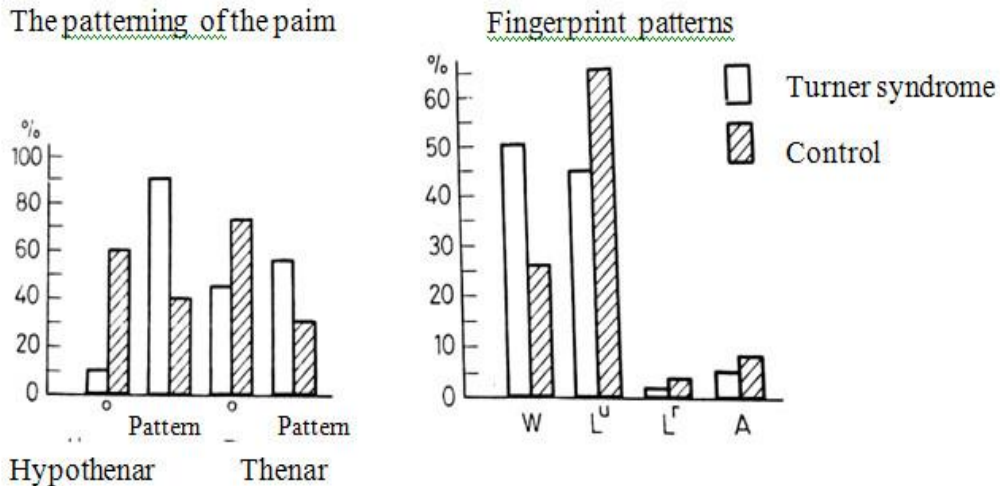 The patterning of the paim
Fingerprint patterns
%
100
80
60
40
20
0
o
Pattern
o
Pattern
Hypothenar
Thenar
%
60
50
40
30
20
10
0
W
Lᵁ
Lʳ
A
Turner syndrome
Control